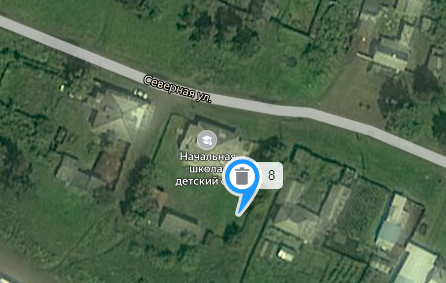 Северная ул.
Начальная
школа
детский
8